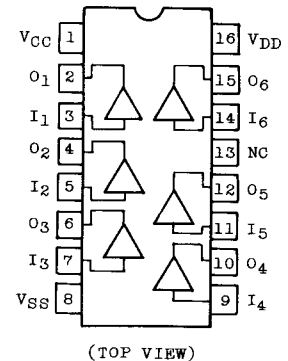 VCC 1 16 VDD
O1 2 15 O6
I1 3 14 I6
O2 4 13 NC
I2 5 12 O5
O3 6 11 I5
I3 7 10 O4
VSS 8 9 I4
(TOP VIEW)